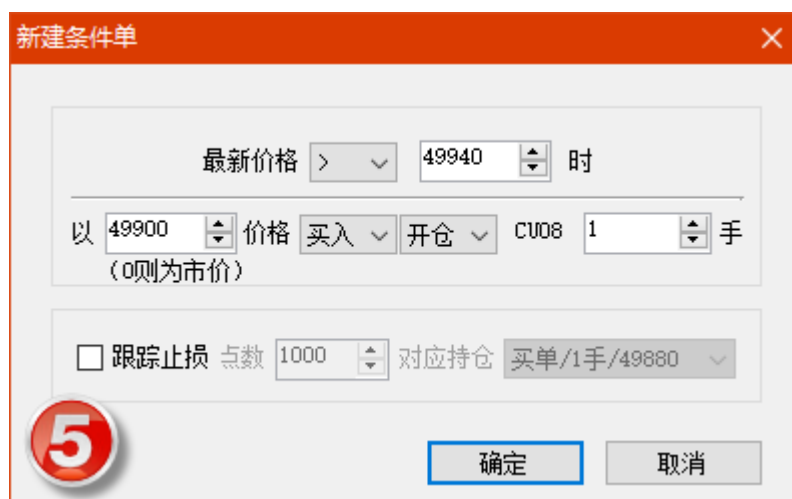 新建条件单
最新价格 > 49940 时
以 49900 价格 买入 开仓 CU08 1 手
(0则为市价)
跟踪止损 点数 1000 对应持仓 买单/1手/49880
5
确定 取消